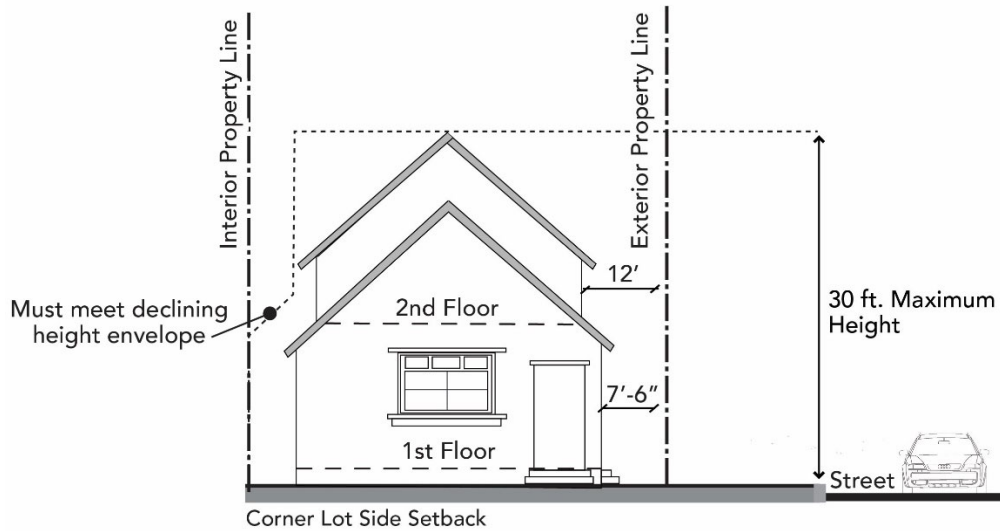 Interior Property Line
Exterior Property Line
12′
Must meet declining
height envelope
2nd Floor
30 ft. Maximum
Height
7′-6″
1st Floor
Street
Corner Lot Side Setback